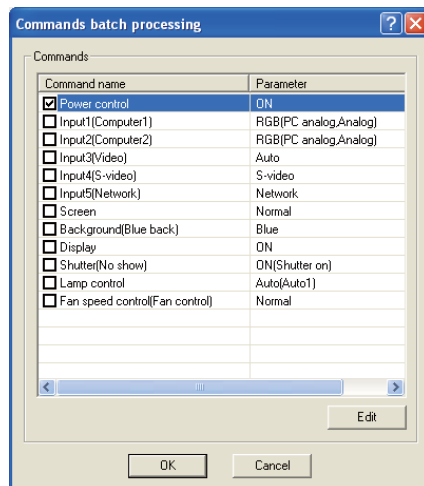 Commands batch processing
Commands
Command name Parameter
Power control ON
Input1(Computer1) RGB(PC analog,Analog)
Input2(Computer2) RGB(PC analog,Analog)
Input3(Video) Auto
Input4(S-video) S-video
Input5(Network) Network
Screen Normal
Background(Blue back) Blue
Display ON
Shutter(No show) ON(Shutter on)
Lamp control Auto(Auto1)
Fan speed control(Fan control) Normal
Edit
OK Cancel